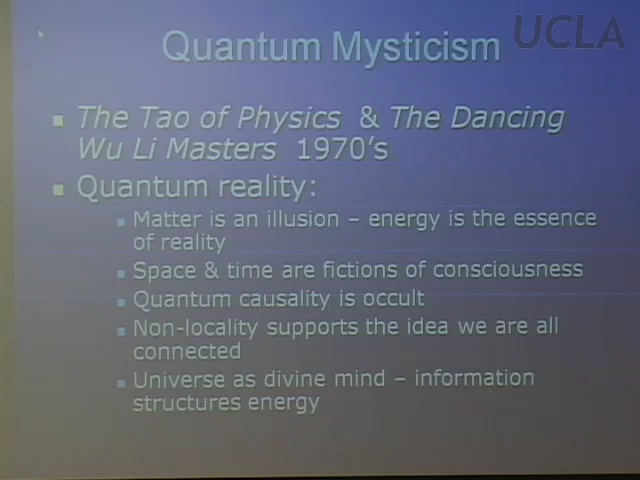 UCLA
Quantum Mysticism
The Tao of Physics & The Dancing
Wu Li Masters 1970's
Quantum reality:
Matter is an illusion – energy is the essence
of reality
Space & time are fictions of consciousness
Quantum causality is occult
Non-locality supports the idea we are all
connected
Universe as divine mind – information
structures energy